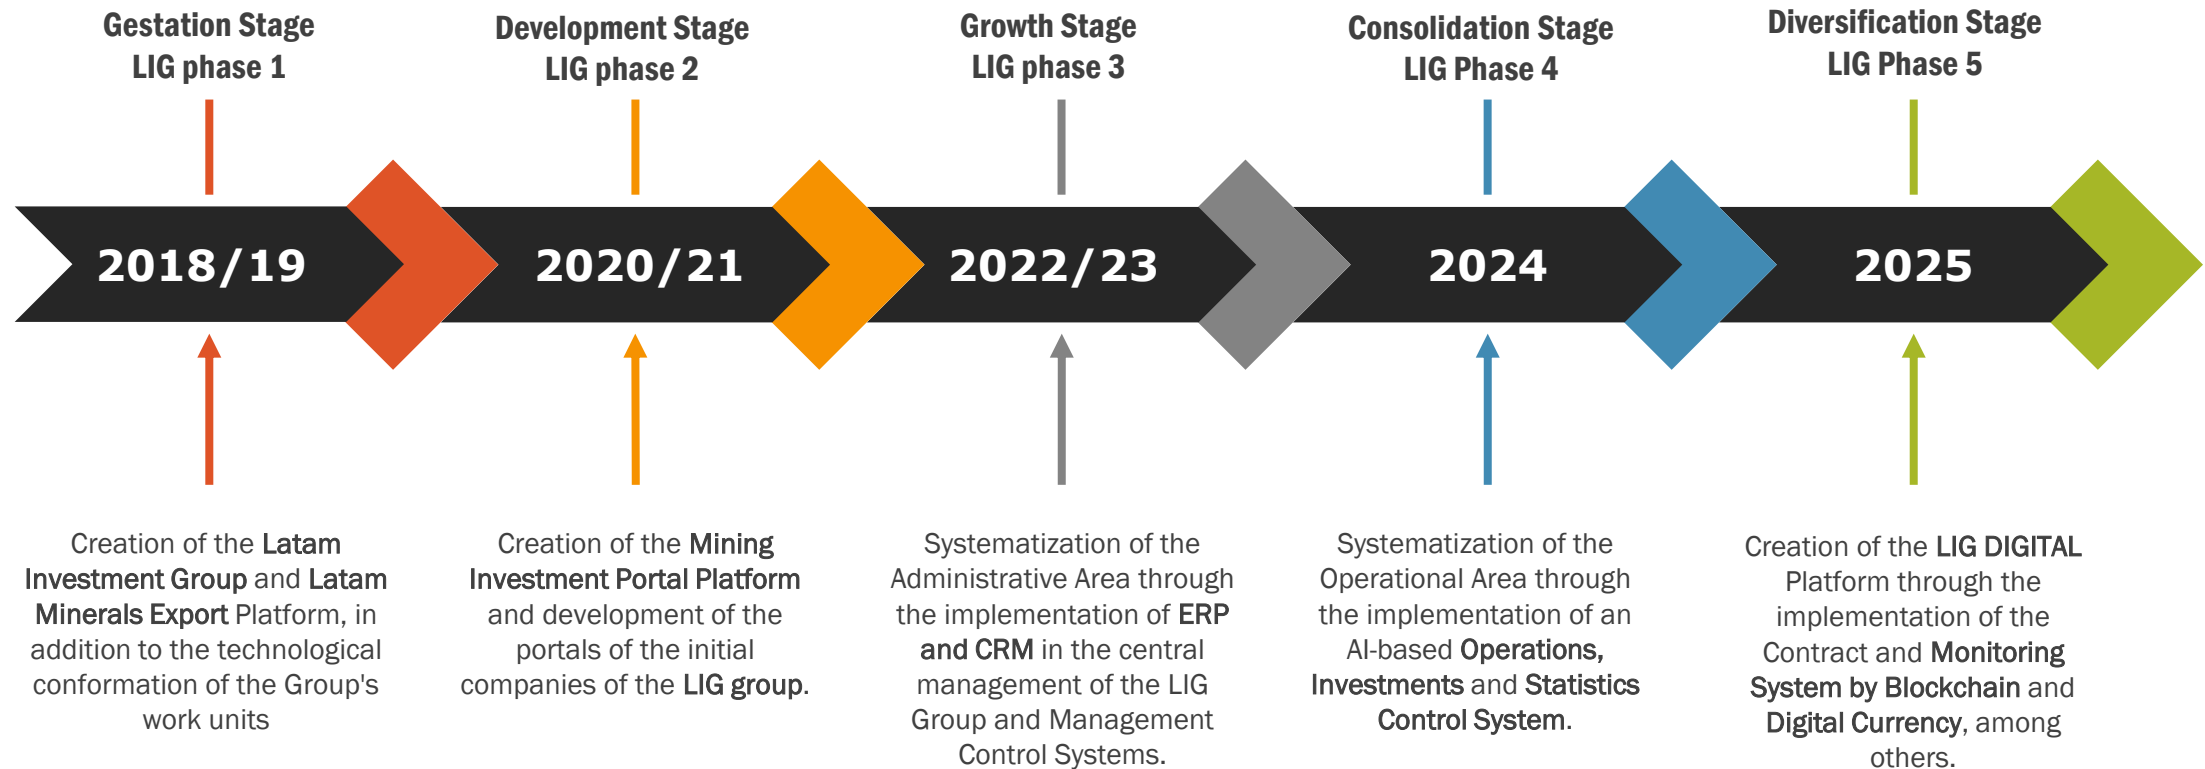 Gestation Stage
LIG phase 1
Development Stage
LIG phase 2
Growth Stage
LIG phase 3
Consolidation Stage
LIG Phase 4
Diversification Stage
LIG Phase 5
2018/19
2020/21
2022/23
2024
2025
Creation of the Latam
Investment Group and Latam
Minerals Export Platform, in
addition to the technological
conformation of the Group's
work units
Creation of the Mining
Investment Portal Platform
and development of the
portals of the initial
companies of the LIG group.
Systematization of the
Administrative Area through
the implementation of ERP
and CRM in the central
management of the LIG
Group and Management
Control Systems.
Systematization of the
Operational Area through
the implementation of an
AI-based Operations,
Investments and Statistics
Control System.
Creation of the LIG DIGITAL
Platform through the
implementation of the
Contract and Monitoring
System by Blockchain and
Digital Currency, among
others.